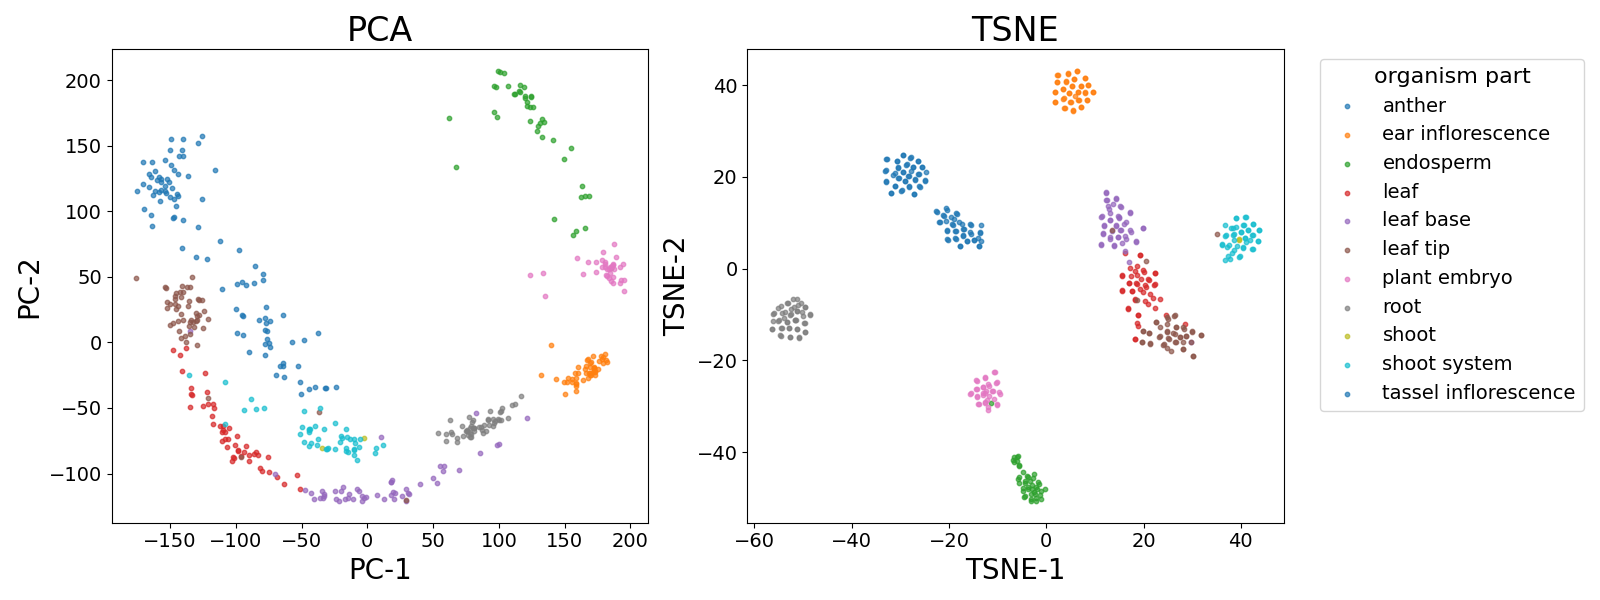 PCA
TSNE
PC-2
200
150
100
50
0
−50
−100
−150
−100
−50
0
50
100
150
200
PC-1
TSNE-2
40
20
0
−20
−40
−60
−40
−20
0
20
40
TSNE-1
organism part
anther
ear inflorescence
endosperm
leaf
leaf base
leaf tip
plant embryo
root
shoot
shoot system
tassel inflorescence